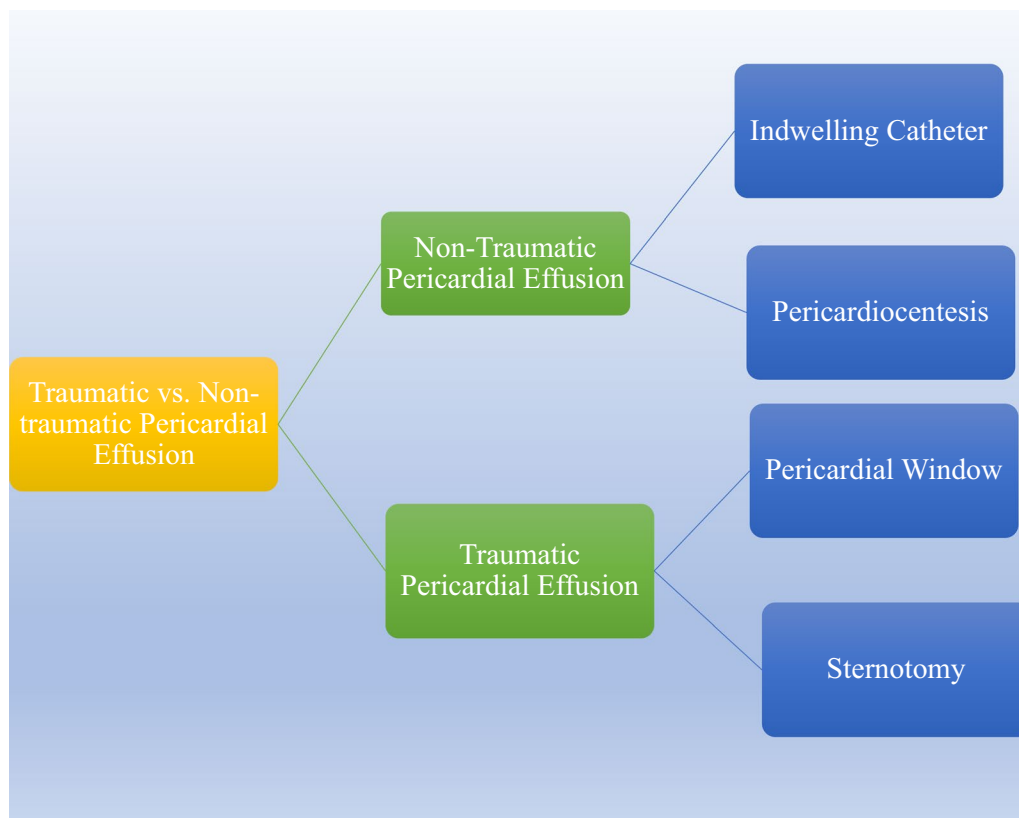 Traumatic vs. Non-
traumatic Pericardial
Effusion
Non-Traumatic
Pericardial Effusion
Traumatic
Pericardial Effusion
Indwelling Catheter
Pericardiocentesis
Pericardial Window
Sternotomy